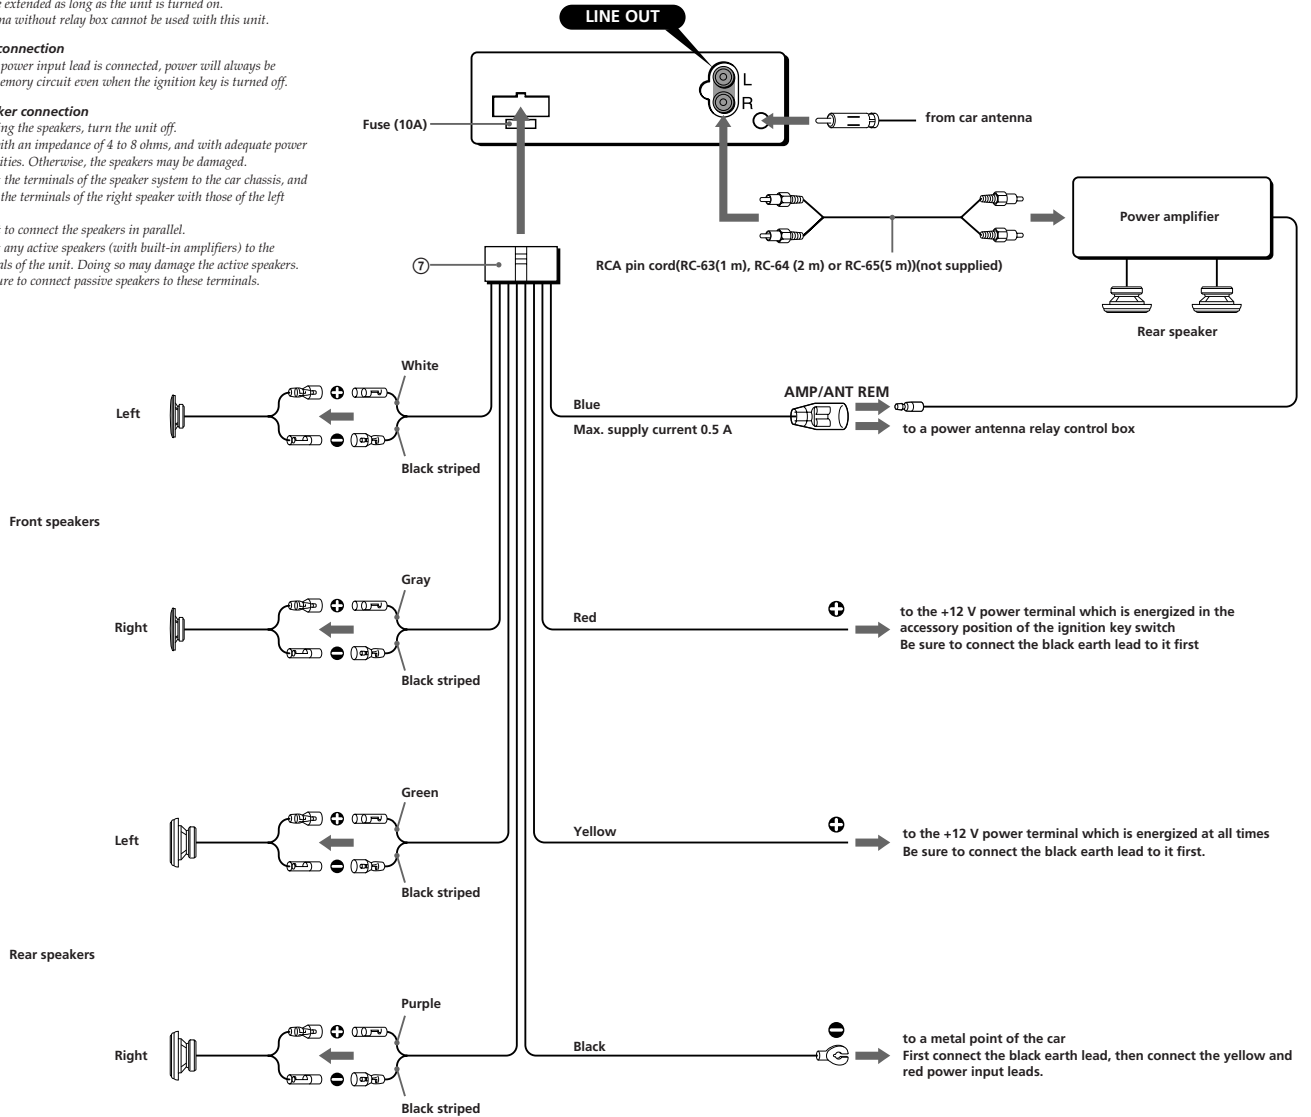 extended as long as the unit is turned on.
na without relay box cannot be used with this unit.
connection
power input lead is connected, power will always be
emory circuit even when the ignition key is turned off.
ker connection
ing the speakers, turn the unit off.
ith an impedance of 4 to 8 ohms, and with adequate power
ities. Otherwise, the speakers may be damaged.
the terminals of the speaker system to the car chassis, and
the terminals of the right speaker with those of the left
to connect the speakers in parallel.
any active speakers (with built-in amplifiers) to the
als of the unit. Doing so may damage the active speakers.
ure to connect passive speakers to these terminals.
LINE OUT
L
R
Fuse (10A)
from car antenna
Power amplifier
7
RCA pin cord(RC-63(1 m), RC-64 (2 m) or RC-65(5 m))(not supplied)
Rear speaker
White
Left
Black striped
Blue
Max. supply current 0.5 A
AMP/ANT REM
to a power antenna relay control box
Front speakers
Gray
Right
Black striped
Red
to the +12 V power terminal which is energized in the
accessory position of the ignition key switch
Be sure to connect the black earth lead to it first
Green
Left
Black striped
Yellow
to the +12 V power terminal which is energized at all times
Be sure to connect the black earth lead to it first.
Rear speakers
Purple
Right
Black striped
Black
to a metal point of the car
First connect the black earth lead, then connect the yellow and
red power input leads.